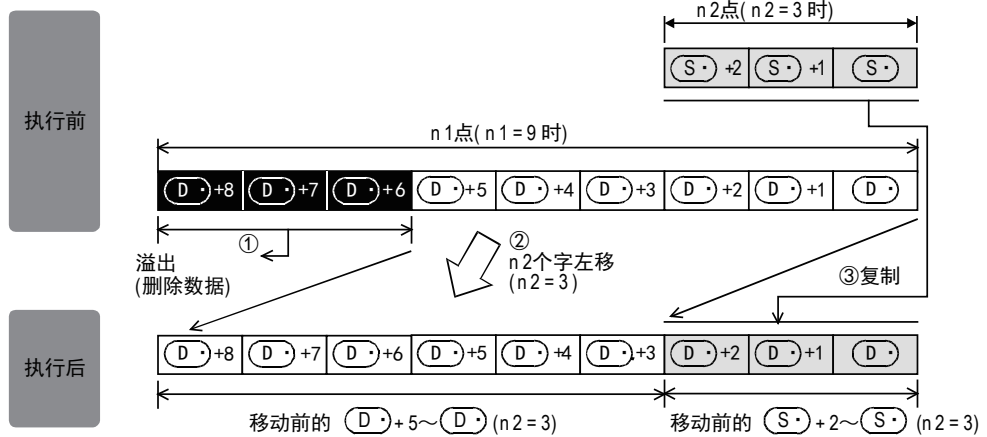 n2点(n2=3时)
执行前
(S·)+2 (S·)+1 (S·)
n1点(n1=9时)
(D·)+8 (D·)+7 (D·)+6 (D·)+5 (D·)+4 (D·)+3 (D·)+2 (D·)+1 (D·)
①
溢出
(删除数据)
②
n2个字左移
(n2=3)
③复制
执行后
(D·)+8 (D·)+7 (D·)+6 (D·)+5 (D·)+4 (D·)+3 (D·)+2 (D·)+1 (D·)
移动前的 (D·)+5～(D·)(n2=3)
移动前的 (S·)+2～(S·)(n2=3)